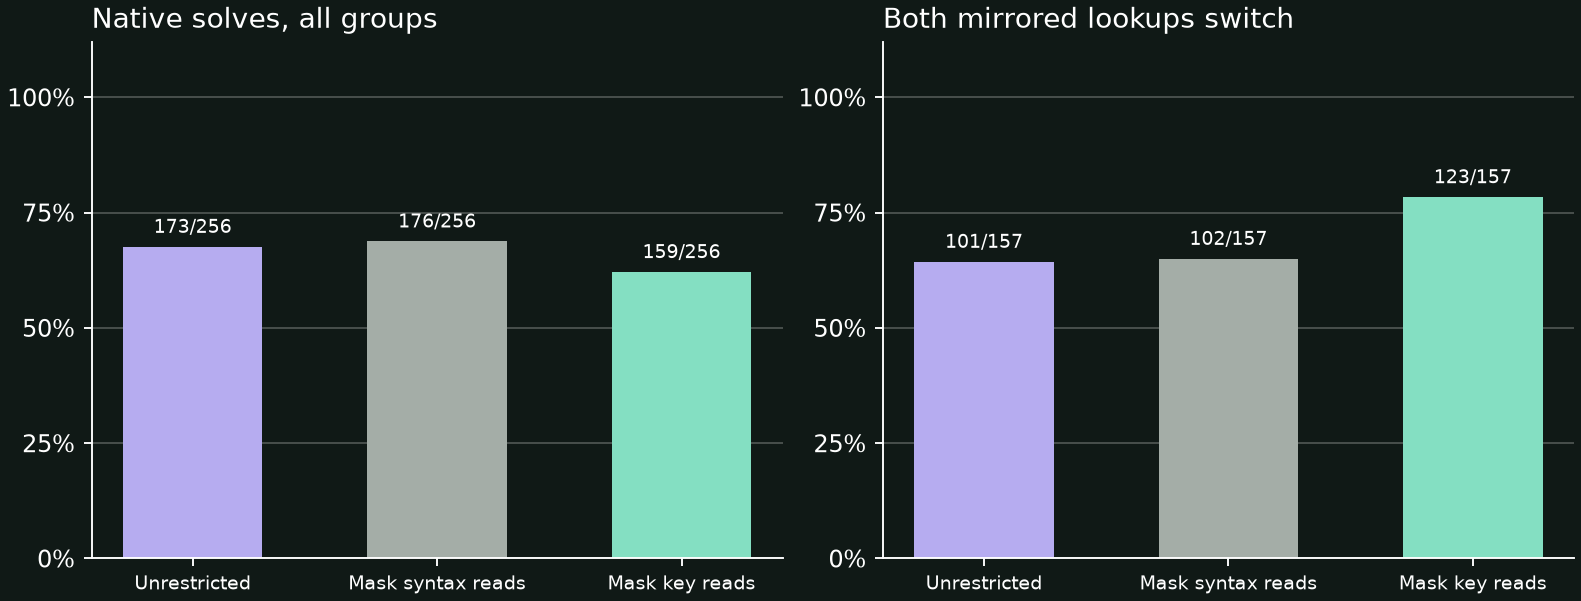 Native solves, all groups
100%
75%
50%
25%
0%
173/256
176/256
159/256
Unrestricted
Mask syntax reads
Mask key reads
Both mirrored lookups switch
100%
75%
50%
25%
0%
101/157
102/157
123/157
Unrestricted
Mask syntax reads
Mask key reads